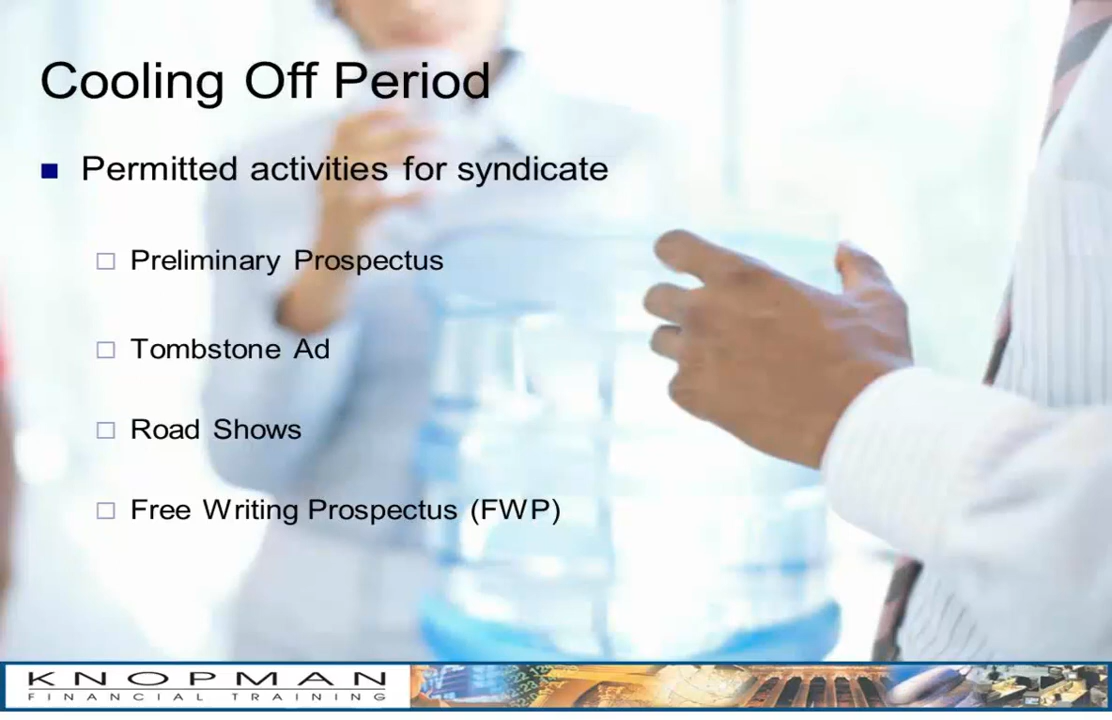 Cooling Off Period
Permitted activities for syndicate
Preliminary Prospectus
Tombstone Ad
Road Shows
Free Writing Prospectus (FWP)
KNOPMAN
FINANCIAL TRAINING